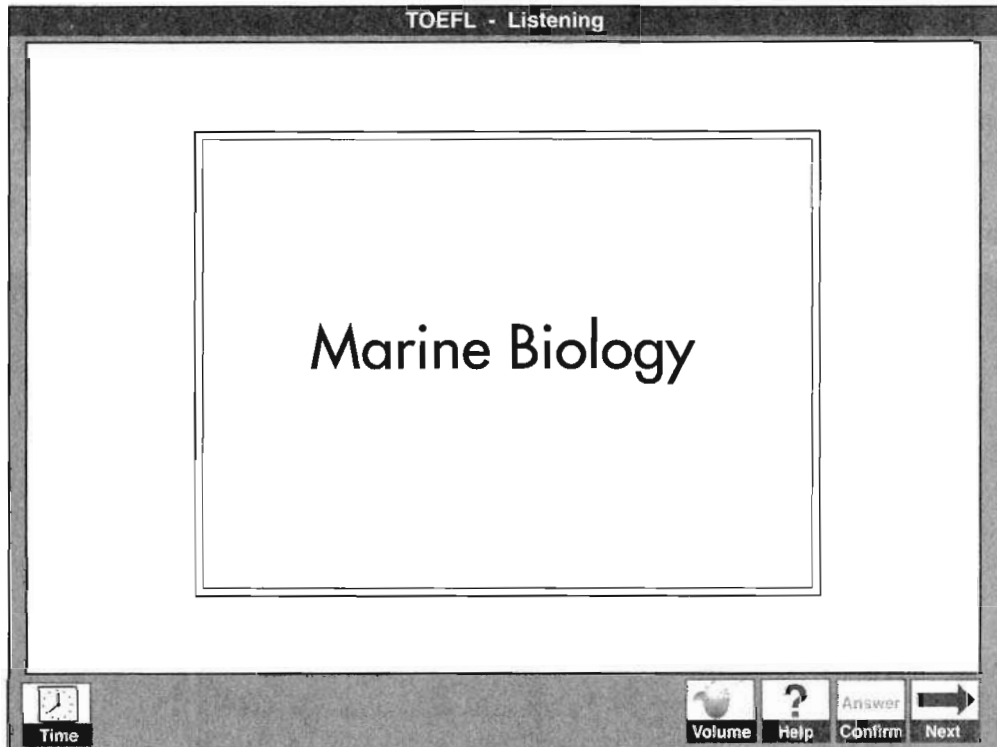 TOEFL - Listening
Marine Biology
?
Time
Volume
Help
Answer
Confirm
Next